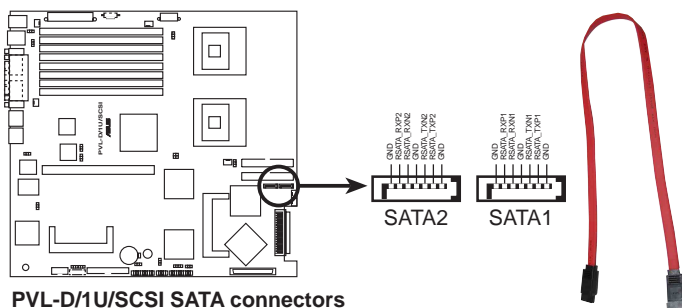 PVL-D/1U/SCSI
ASUS
GND
RSATA_RXP2
RSATA_RXN2
GND
RSATA_TXN2
RSATA_TXP2
GND
SATA2
GND
RSATA_RXP1
RSATA_RXN1
GND
RSATA_TXN1
RSATA_TXP1
GND
SATA1
PVL-D/1U/SCSI SATA connectors